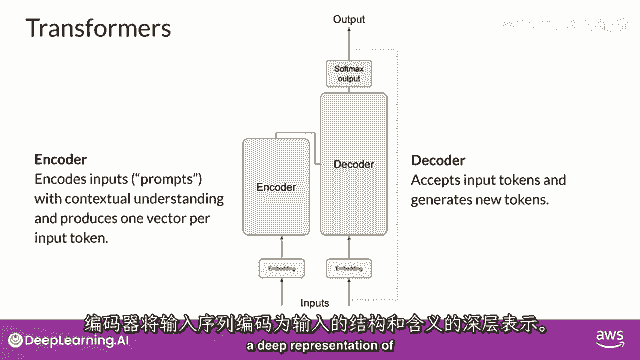 Transformers
Output
Softmax
output
Encoder
Encodes inputs ("prompts")
with contextual understanding
and produces one vector per
input token.
Encoder
Decoder
Decoder
Accepts input tokens and
generates new tokens.
Embedding
Embedding
Inputs
编码器将输入序列编码为输入的结构和含义的深层表示。
a deep representation of
DeepLearning.AI
aws